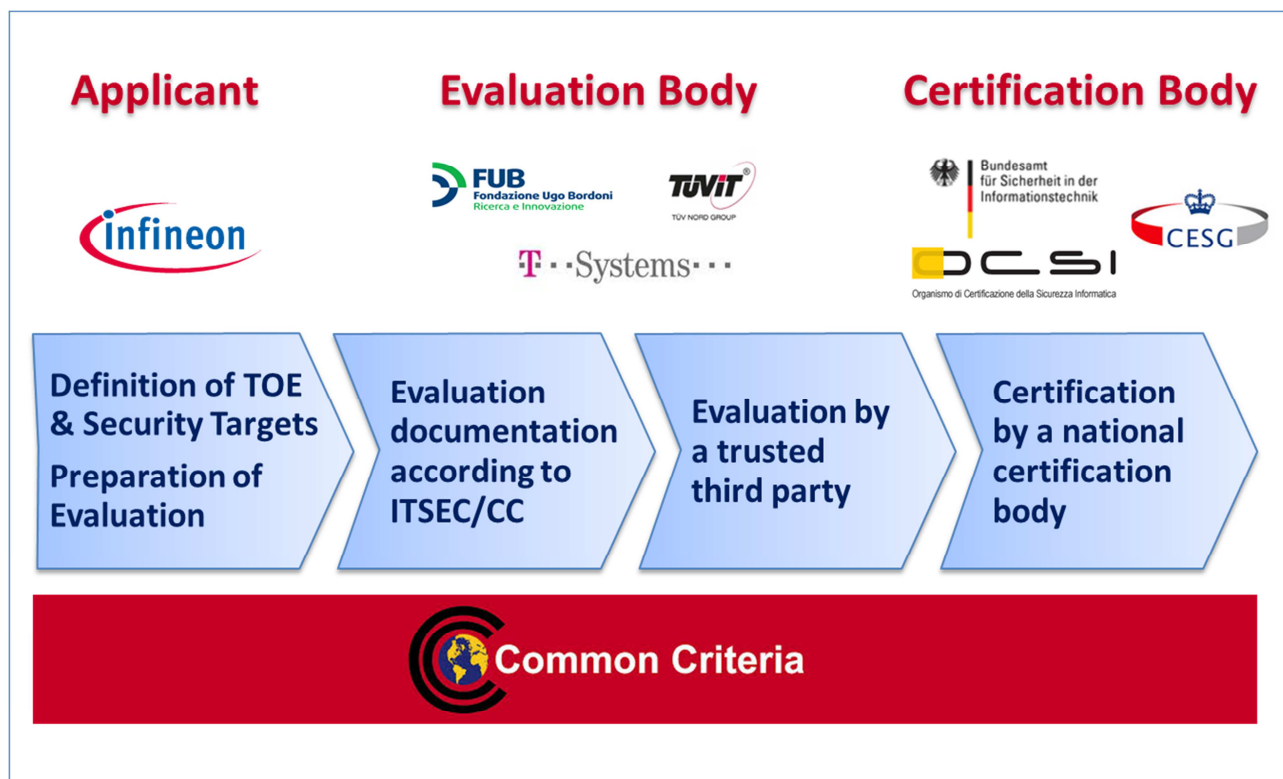 Applicant
Evaluation Body
Certification Body
infineon
FUB
Fondazione Ugo Bordoni
Ricerca e Innovazione
TÜViT®
TÜV NORD GROUP
T··Systems···
Bundesamt
für Sicherheit in der
Informationstechnik
CESG
OCSI
Organismo di Certificazione della Sicurezza Informatica
Definition of TOE
& Security Targets
Preparation of
Evaluation
Evaluation
documentation
according to
ITSEC/CC
Evaluation by
a trusted
third party
Certification
by a national
certification
body
Common Criteria